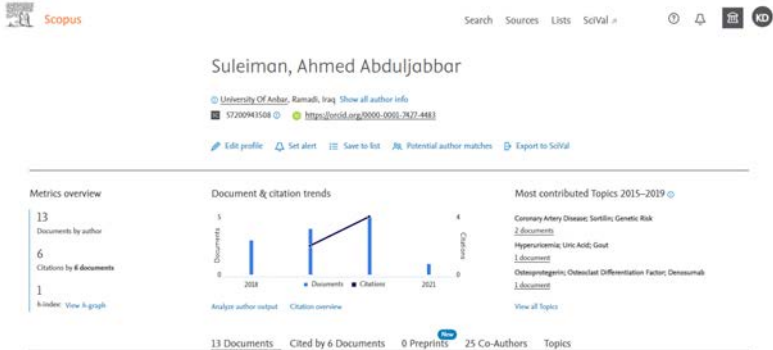 Scopus
Search Sources Lists SciVal
KD
Suleiman, Ahmed Abduljabbar
University Of Anbar, Ramadi, Iraq Show all author info
57200943508 https://orcid.org/0000-0001-7427-4483
Edit profile Set alert Save to list Potential author matches Export to SciVal
Metrics overview
13
Documents by author
6
Citations by 6 documents
1
h-index: View h-graph
Document & citation trends
5
4
Documents
Citations
0
0
2018
Documents Citations
2021
Analyze author output Citation overview
Most contributed Topics 2015–2019
Coronary Artery Disease; Sortilin; Genetic Risk
2 documents
Hyperuricemia; Uric Acid; Gout
1 document
Osteoprotegerin; Osteoclast Differentiation Factor; Denosumab
1 document
View all Topics
New
13 Documents Cited by 6 Documents 0 Preprints 25 Co-Authors Topics